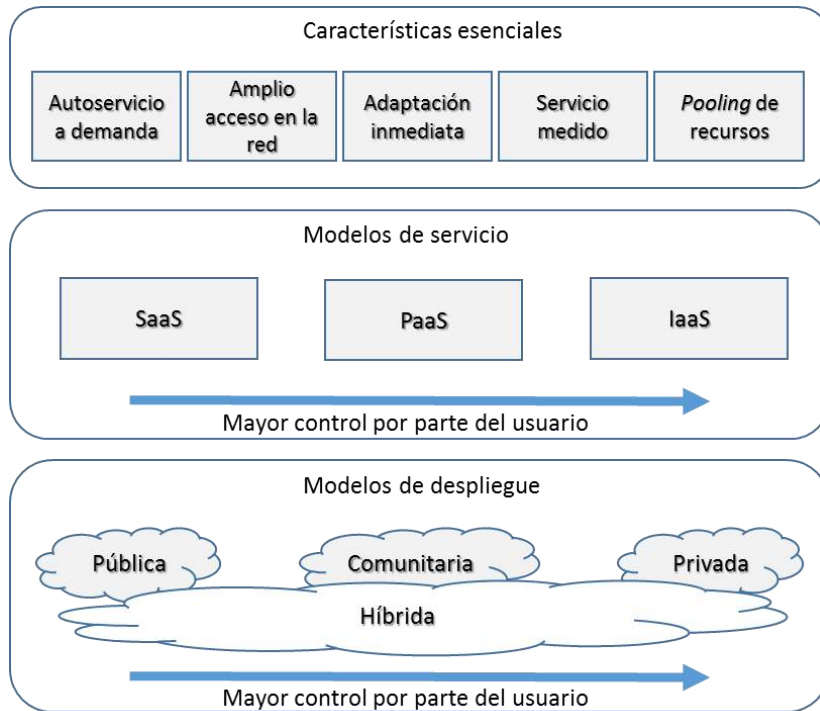 Características esenciales
Autoservicio
a demanda
Amplio
acceso en la
red
Adaptación
inmediata
Servicio
medido
Pooling de
recursos
Modelos de servicio
SaaS
PaaS
IaaS
Mayor control por parte del usuario
Modelos de despliegue
Pública
Comunitaria
Privada
Híbrida
Mayor control por parte del usuario